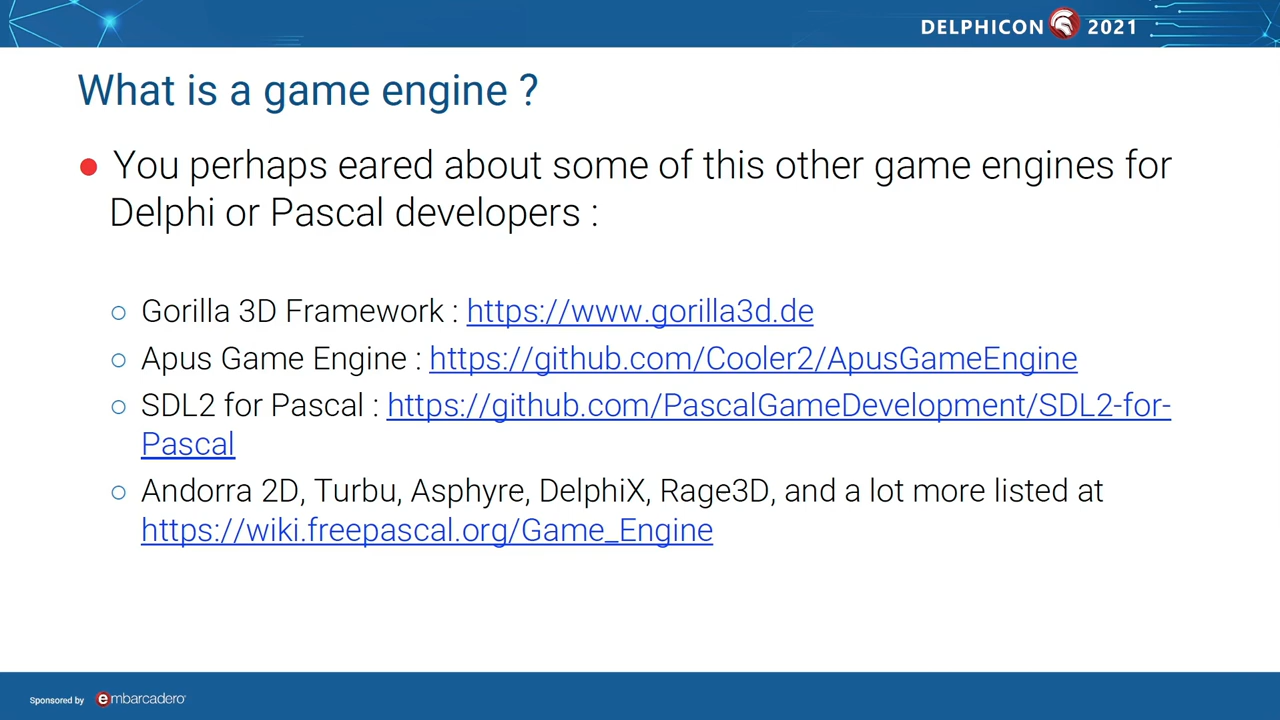 DELPHICON 2021
What is a game engine ?
You perhaps eared about some of this other game engines for
Delphi or Pascal developers :
Gorilla 3D Framework : https://www.gorilla3d.de
Apus Game Engine : https://github.com/Cooler2/ApusGameEngine
SDL2 for Pascal : https://github.com/PascalGameDevelopment/SDL2-for-
Pascal
Andorra 2D, Turbu, Asphyre, DelphiX, Rage3D, and a lot more listed at
https://wiki.freepascal.org/Game_Engine
Sponsored by embarcadero